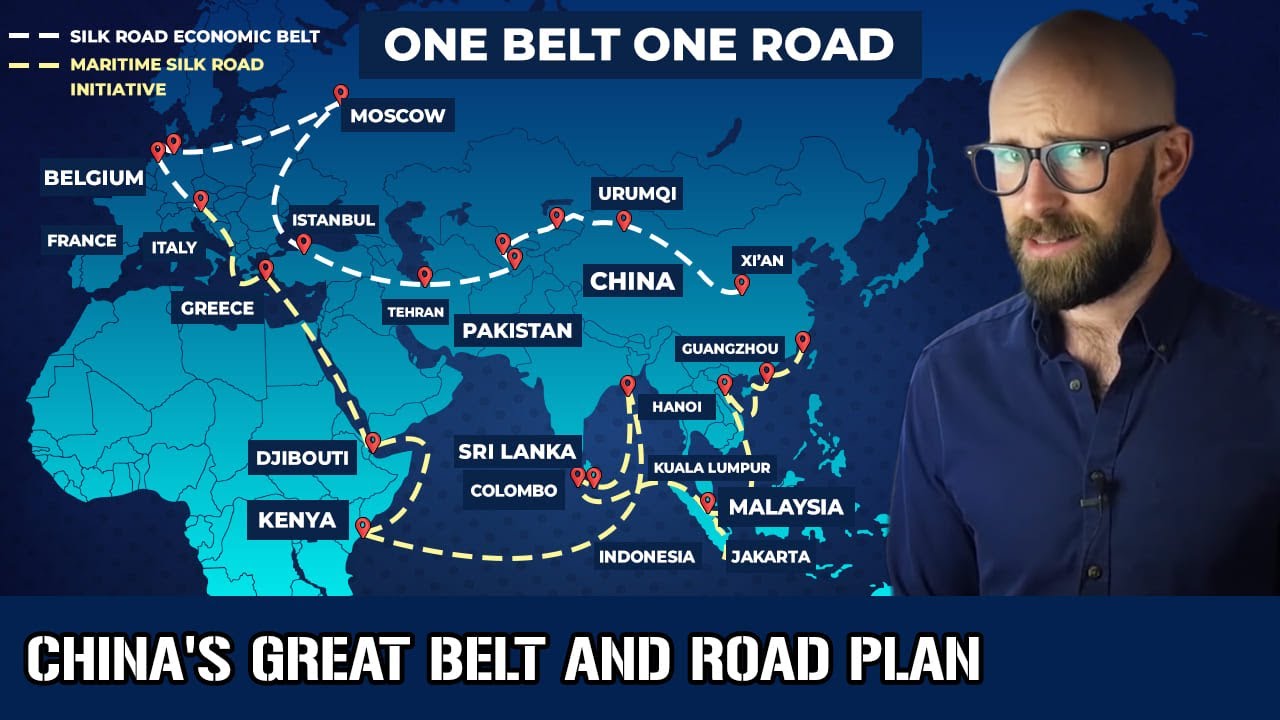 SILK ROAD ECONOMIC BELT
MARITIME SILK ROAD
INITIATIVE
ONE BELT ONE ROAD
MOSCOW
BELGIUM
URUMQI
ISTANBUL
FRANCE
ITALY
XI'AN
CHINA
GREECE
TEHRAN
PAKISTAN
GUANGZHOU
HANOI
DJIBOUTI
SRI LANKA
KUALA LUMPUR
COLOMBO
MALAYSIA
KENYA
INDONESIA
JAKARTA
CHINA'S GREAT BELT AND ROAD PLAN